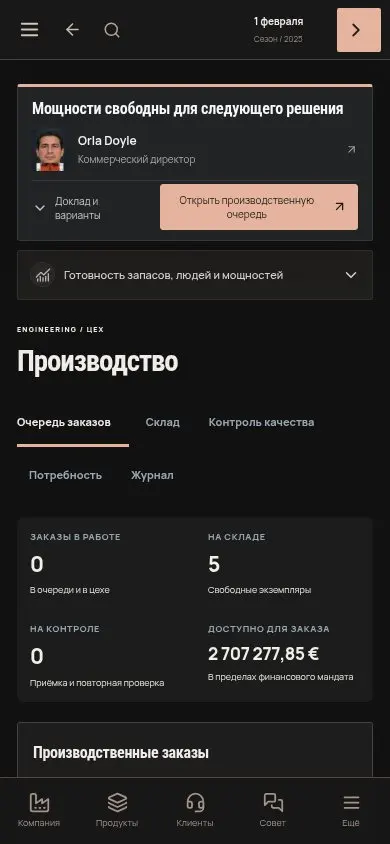 1 февраля
Сезон / 2025
Мощности свободны для следующего решения
Orla Doyle
Коммерческий директор
Доклад и
варианты
Открыть производственную
очередь
Готовность запасов, людей и мощностей
ENGINEERING / ЦЕХ
Производство
Очередь заказов
Склад
Контроль качества
Потребность
Журнал
ЗАКАЗЫ В РАБОТЕ
0
В очереди и в цехе
НА СКЛАДЕ
5
Свободные экземпляры
НА КОНТРОЛЕ
0
Приёмка и повторная проверка
ДОСТУПНО ДЛЯ ЗАКАЗА
2 707 277,85 €
В пределах финансового мандата
Производственные заказы
Компания
Продукты
Клиенты
Совет
Ещё